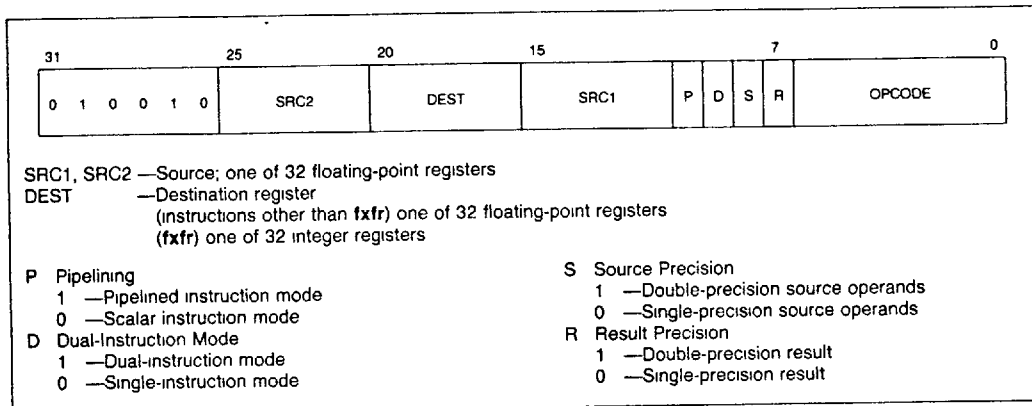 31 25 20 15 7 0
0 1 0 0 1 0 SRC2 DEST SRC1 P D S R OPCODE
SRC1, SRC2 —Source; one of 32 floating-point registers
DEST —Destination register
(instructions other than fxfr) one of 32 floating-point registers
(fxfr) one of 32 integer registers
P Pipelining
1 —Pipelined instruction mode
0 —Scalar instruction mode
D Dual-Instruction Mode
1 —Dual-instruction mode
0 —Single-instruction mode
S Source Precision
1 —Double-precision source operands
0 —Single-precision source operands
R Result Precision
1 —Double-precision result
0 —Single-precision result